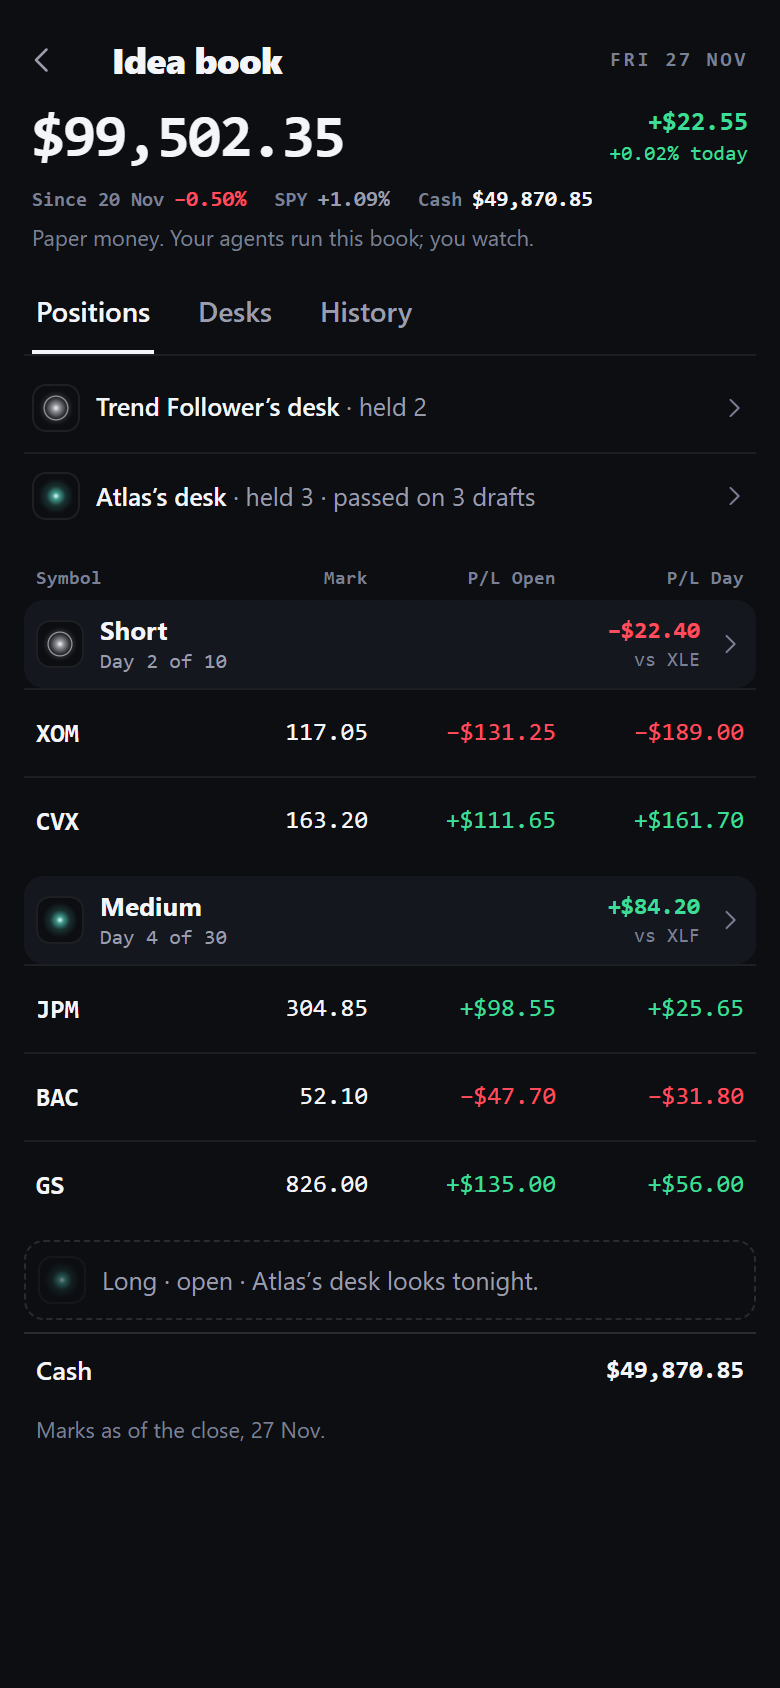 Idea book
FRI 27 NOV
$99,502.35
+$22.55
+0.02% today
Since 20 Nov −0.50% SPY +1.09% Cash $49,870.85
Paper money. Your agents run this book; you watch.
Positions Desks History
Trend Follower’s desk · held 2
Atlas’s desk · held 3 · passed on 3 drafts
Symbol Mark P/L Open P/L Day
Short −$22.40
Day 2 of 10 vs XLE
XOM 117.05 −$131.25 −$189.00
CVX 163.20 +$111.65 +$161.70
Medium +$84.20
Day 4 of 30 vs XLF
JPM 304.85 +$98.55 +$25.65
BAC 52.10 −$47.70 −$31.80
GS 826.00 +$135.00 +$56.00
Long · open · Atlas’s desk looks tonight.
Cash $49,870.85
Marks as of the close, 27 Nov.